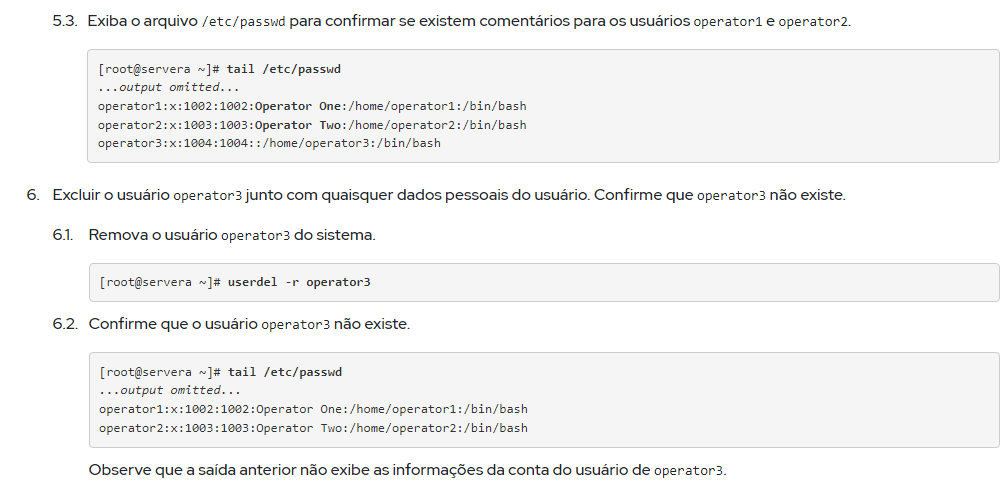 5.3. Exiba o arquivo /etc/passwd para confirmar se existem comentários para os usuários operator1 e operator2.
[root@servera ~]# tail /etc/passwd
...output omitted...
operator1:x:1002:1002:Operator One:/home/operator1:/bin/bash
operator2:x:1003:1003:Operator Two:/home/operator2:/bin/bash
operator3:x:1004:1004::/home/operator3:/bin/bash
6. Excluir o usuário operator3 junto com quaisquer dados pessoais do usuário. Confirme que operator3 não existe.
6.1. Remova o usuário operator3 do sistema.
[root@servera ~]# userdel -r operator3
6.2. Confirme que o usuário operator3 não existe.
[root@servera ~]# tail /etc/passwd
...output omitted...
operator1:x:1002:1002:Operator One:/home/operator1:/bin/bash
operator2:x:1003:1003:Operator Two:/home/operator2:/bin/bash
Observe que a saída anterior não exibe as informações da conta do usuário de operator3.